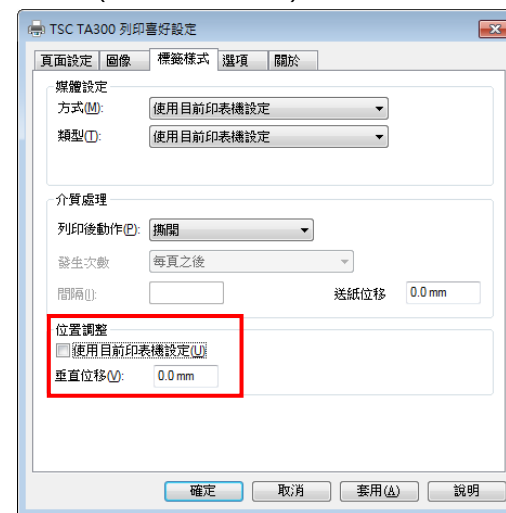 TSC TA300 列印喜好設定
頁面設定 圖像 標籤樣式 選項 關於
媒體設定
方式(M): 使用目前印表機設定
類型(T): 使用目前印表機設定
介質處理
列印後動作(P): 撕開
發生次數 每頁之後
間隔(I): 送紙位移 0.0 mm
位置調整
使用目前印表機設定(U)
垂直位移(V): 0.0 mm
確定 取消 套用(A) 說明